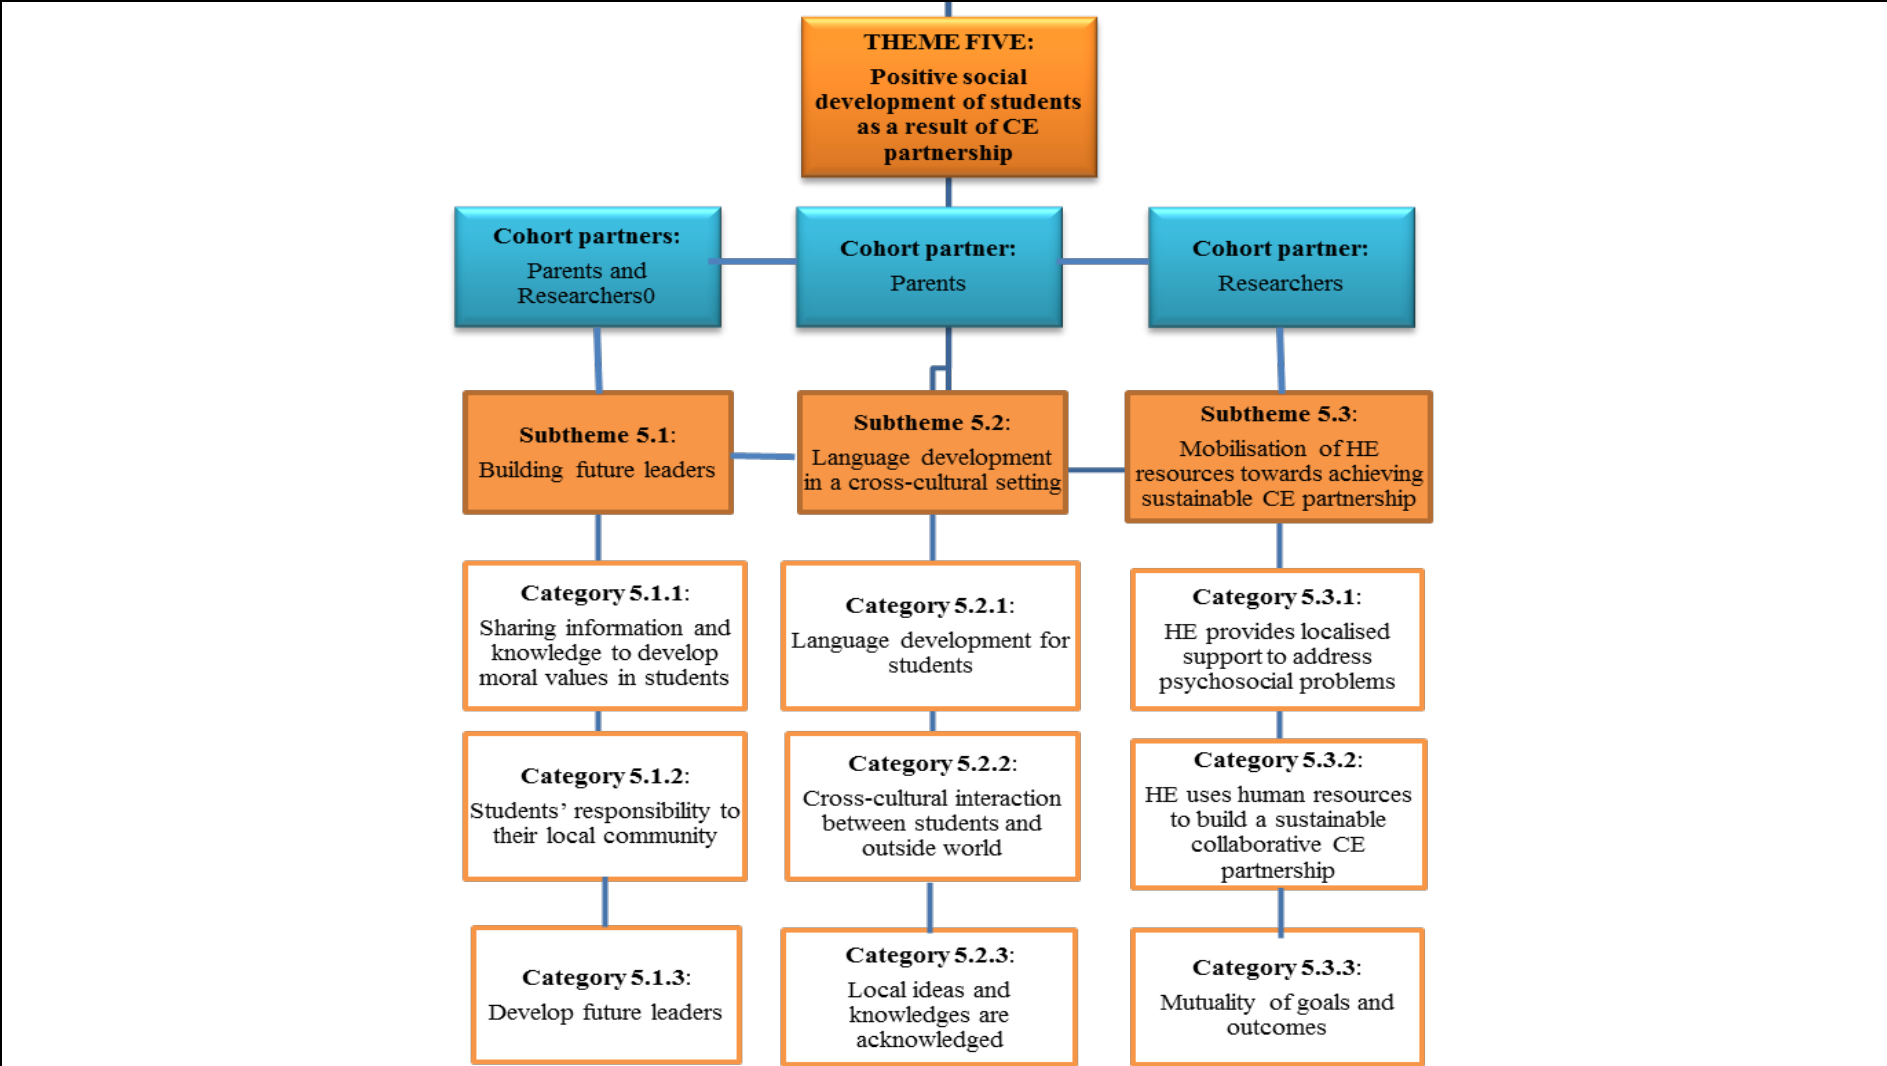 THEME FIVE:
Positive social
development of students
as a result of CE
partnership
Cohort partners:
Parents and
Researchers0
Cohort partner:
Parents
Cohort partner:
Researchers
Subtheme 5.1:
Building future leaders
Subtheme 5.2:
Language development
in a cross-cultural setting
Subtheme 5.3:
Mobilisation of HE
resources towards achieving
sustainable CE partnership
Category 5.1.1:
Sharing information and
knowledge to develop
moral values in students
Category 5.2.1:
Language development for
students
Category 5.3.1:
HE provides localised
support to address
psychosocial problems
Category 5.1.2:
Students’ responsibility to
their local community
Category 5.2.2:
Cross-cultural interaction
between students and
outside world
Category 5.3.2:
HE uses human resources
to build a sustainable
collaborative CE
partnership
Category 5.1.3:
Develop future leaders
Category 5.2.3:
Local ideas and
knowledges are
acknowledged
Category 5.3.3:
Mutuality of goals and
outcomes